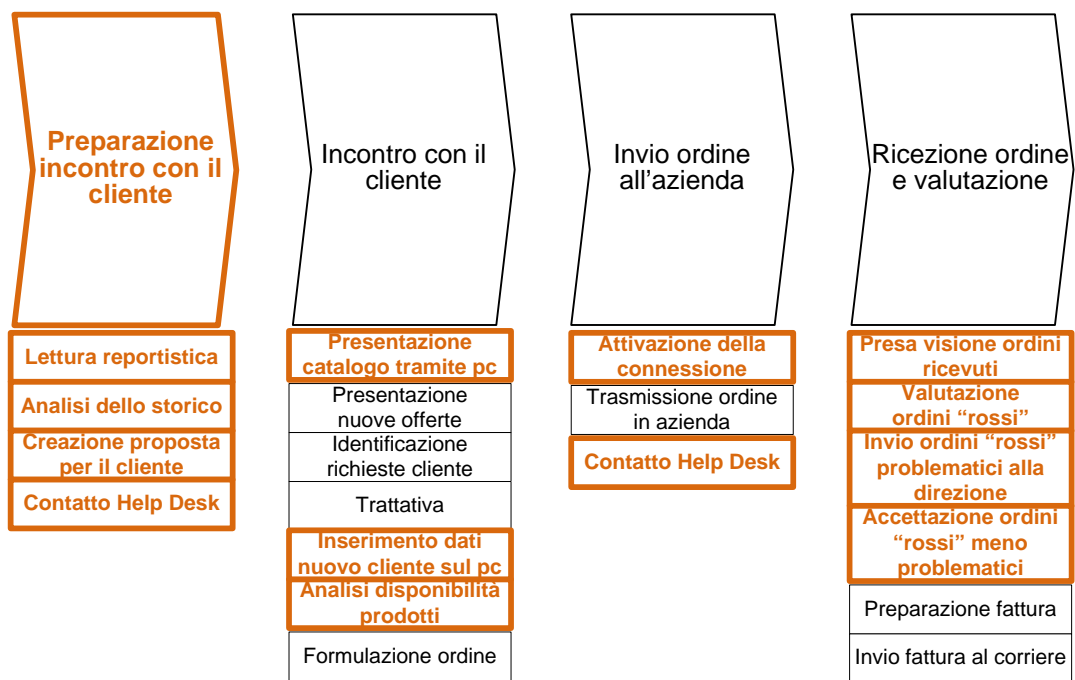 Preparazione
incontro con il
cliente
Incontro con il
cliente
Invio ordine
all’azienda
Ricezione ordine
e valutazione
Lettura reportistica
Analisi dello storico
Creazione proposta
per il cliente
Contatto Help Desk
Presentazione
catalogo tramite pc
Presentazione
nuove offerte
Identificazione
richieste cliente
Trattativa
Inserimento dati
nuovo cliente sul pc
Analisi disponibilità
prodotti
Formulazione ordine
Attivazione della
connessione
Trasmissione ordine
in azienda
Contatto Help Desk
Presa visione ordini
ricevuti
Valutazione
ordini “rossi”
Invio ordini “rossi”
problematici alla
direzione
Accettazione ordini
“rossi” meno
problematici
Preparazione fattura
Invio fattura al corriere